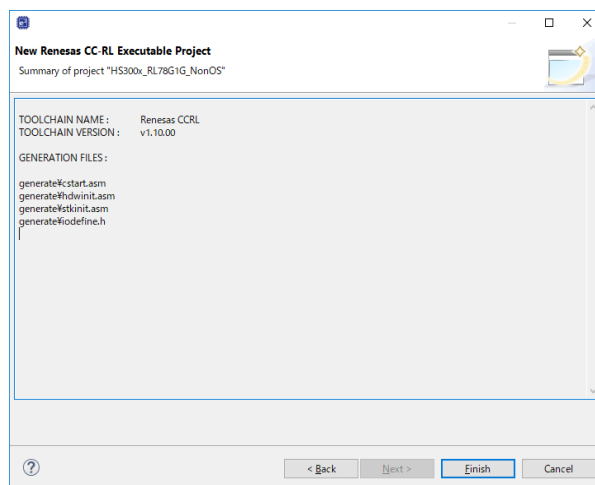 New Renesas CC-RL Executable Project
Summary of project "HS300x_RL78G1G_NonOS"
TOOLCHAIN NAME : Renesas CCRL
TOOLCHAIN VERSION : v1.10.00
GENERATION FILES :
generate¥cstart.asm
generate¥hdwinit.asm
generate¥stkinit.asm
generate¥iodefine.h
?
< Back Next > Finish Cancel